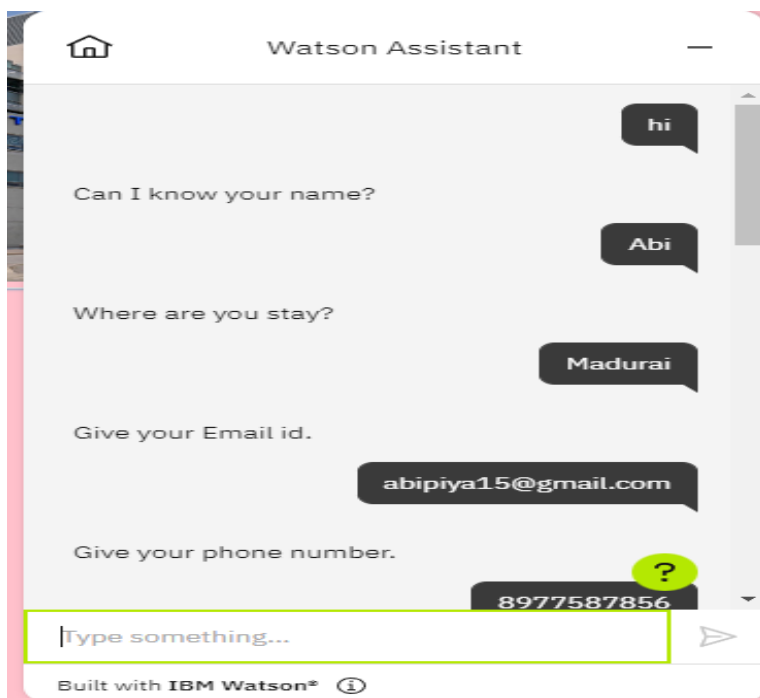 Watson Assistant
hi
Can I know your name?
Abi
Where are you stay?
Madurai
Give your Email id.
abipiya15@gmail.com
Give your phone number.
?
8977587856
Type something...
Built with IBM Watson®